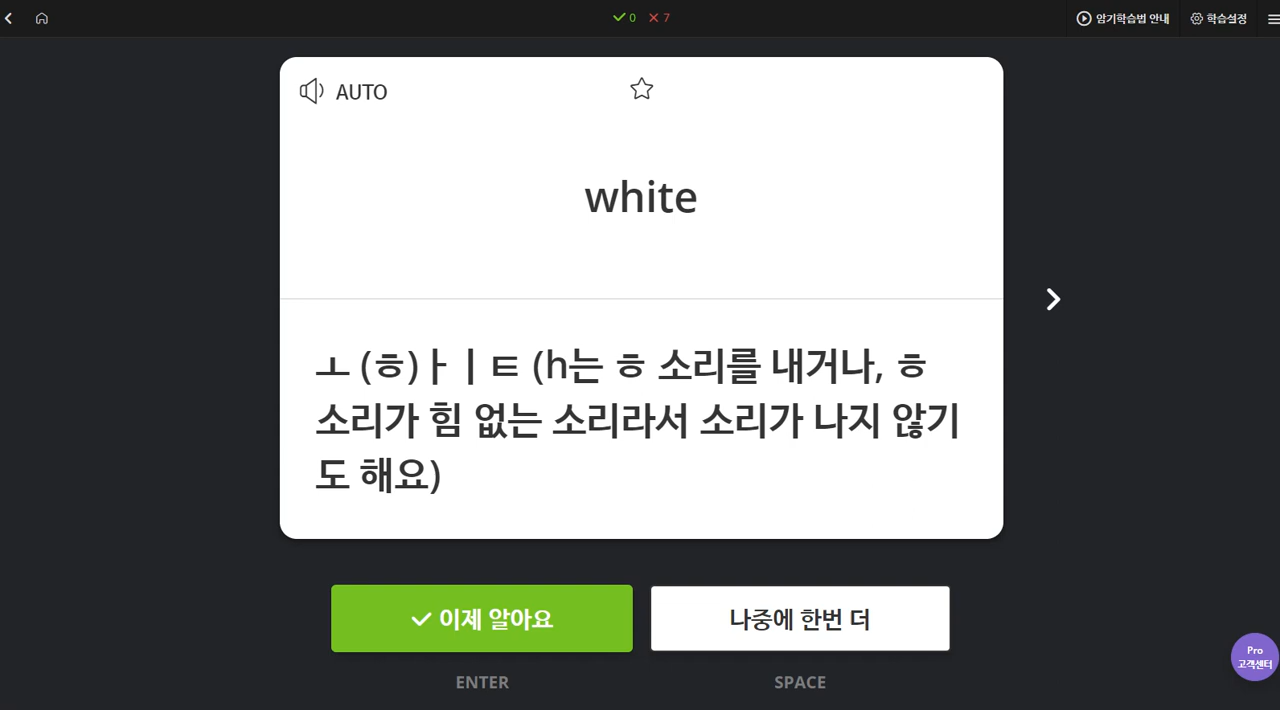 0 7
암기학습법 안내
학습설정
AUTO
white
ㅗ (ㅎ)ㅏㅣㅌ (h는 ㅎ 소리를 내거나, ㅎ
소리가 힘 없는 소리라서 소리가 나지 않기
도 해요)
이제 알아요
나중에 한번 더
ENTER
SPACE
Pro
고객센터